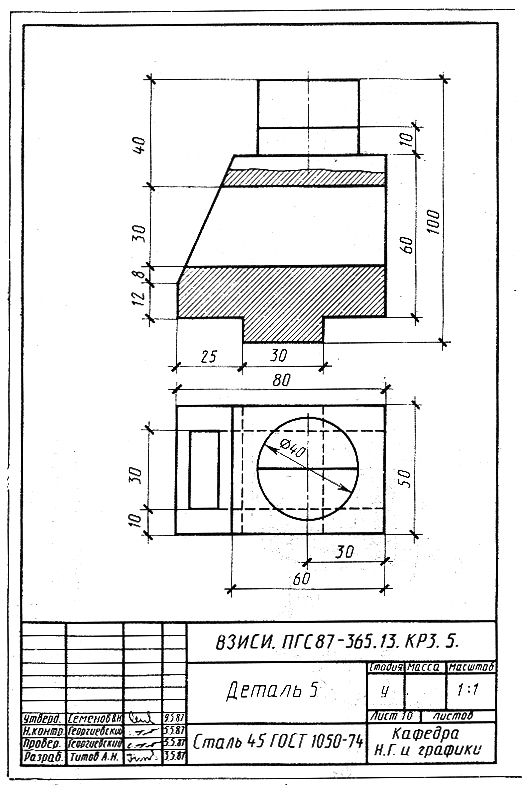 40
30
8
12
10
60
100
25
30
80
Ø40
30
10
50
30
60
ВЗИСИ. ПГС87-365.13. КР3. 5.
Деталь 5
Стадия Масса Масштаб
У 1:1
Лист 10 листов
Утверд. Семенов В.Н. 9.5.87
Н.контр. Георгиевский 5.5.87
Провер. Георгиевский 5.5.87
Разраб. Титов А.Н. 3.5.87
Сталь 45 ГОСТ 1050-74
Кафедра
Н.Г. и графики